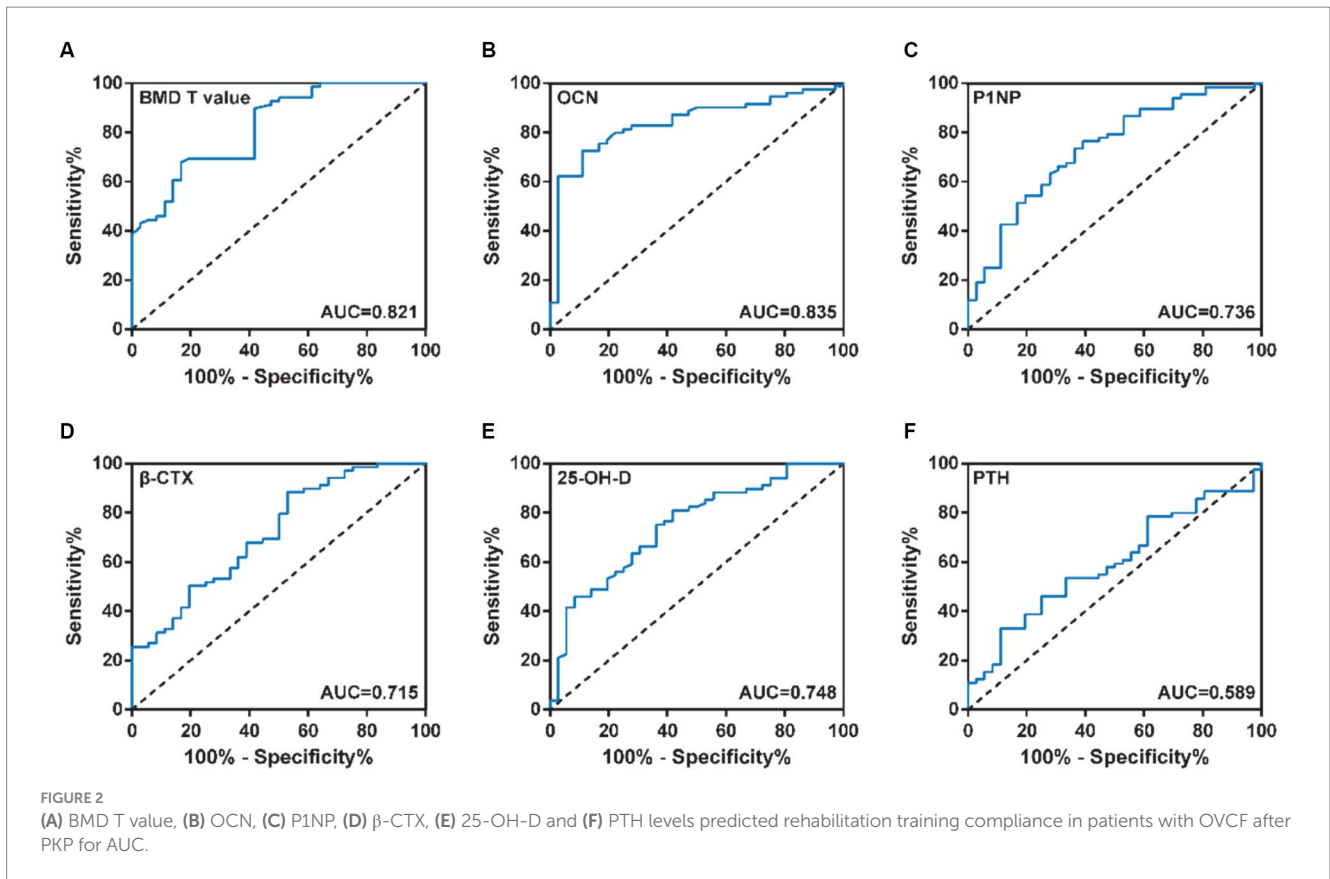 A
BMD T value
100
80
60
40
20
0
Sensitivity%
AUC=0.821
0 20 40 60 80 100
100% - Specificity%
B
OCN
100
80
60
40
20
0
Sensitivity%
AUC=0.835
0 20 40 60 80 100
100% - Specificity%
C
P1NP
100
80
60
40
20
0
Sensitivity%
AUC=0.736
0 20 40 60 80 100
100% - Specificity%
D
β-CTX
100
80
60
40
20
0
Sensitivity%
AUC=0.715
0 20 40 60 80 100
100% - Specificity%
E
25-OH-D
100
80
60
40
20
0
Sensitivity%
AUC=0.748
0 20 40 60 80 100
100% - Specificity%
F
PTH
100
80
60
40
20
0
Sensitivity%
AUC=0.589
0 20 40 60 80 100
100% - Specificity%
FIGURE 2
(A) BMD T value, (B) OCN, (C) P1NP, (D) β-CTX, (E) 25-OH-D and (F) PTH levels predicted rehabilitation training compliance in patients with OVCF after
PKP for AUC.